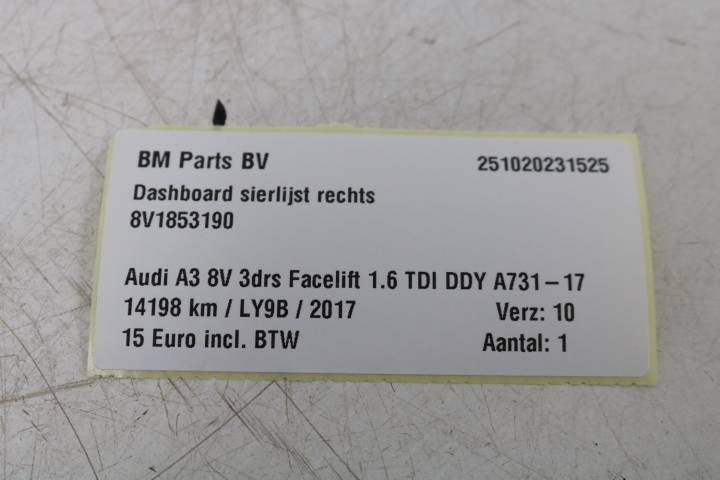 BM Parts BV 251020231525
Dashboard sierlijst rechts
8V1853190
Audi A3 8V 3drs Facelift 1.6 TDI DDY A731-17
14198 km / LY9B / 2017 Verz: 10
15 Euro incl. BTW Aantal: 1